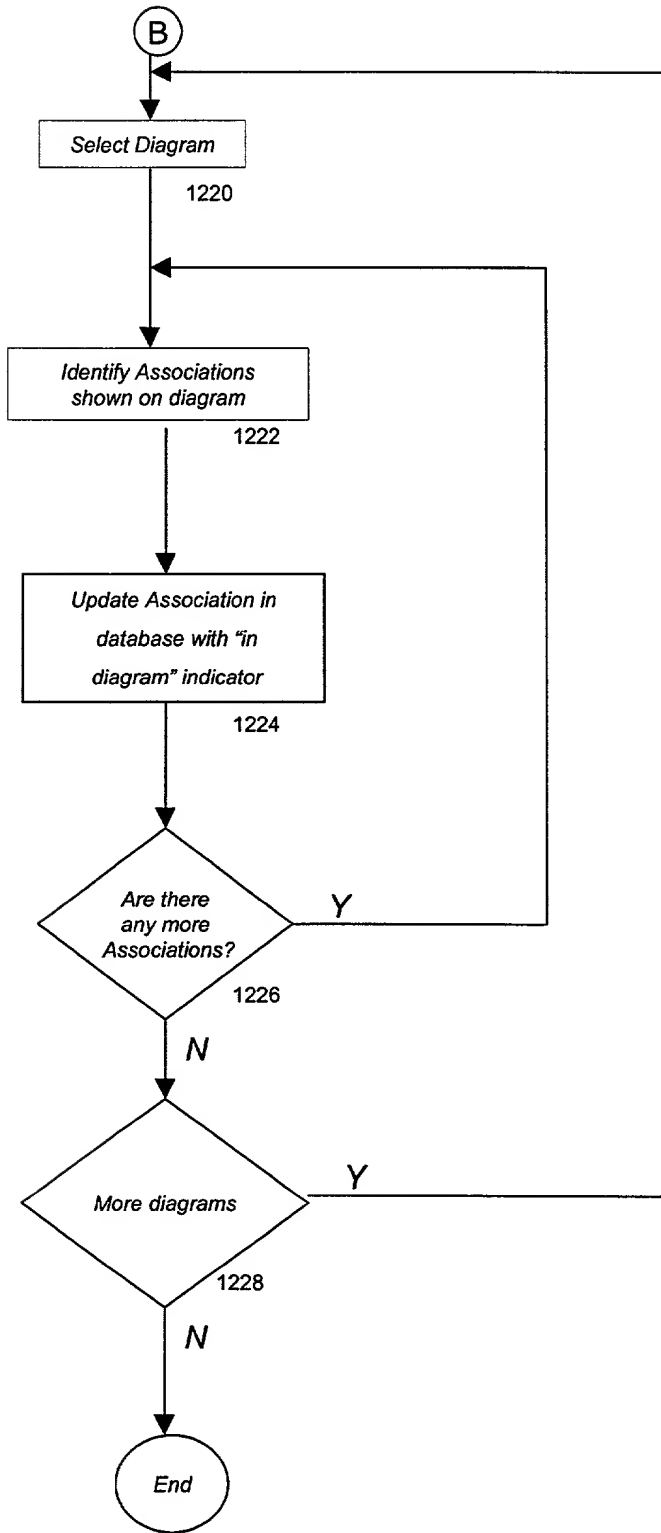 B
Select Diagram
1220
Identify Associations
shown on diagram
1222
Update Association in
database with “in
diagram” indicator
1224
Are there
any more
Associations?
Y
1226
N
More diagrams
Y
1228
N
End